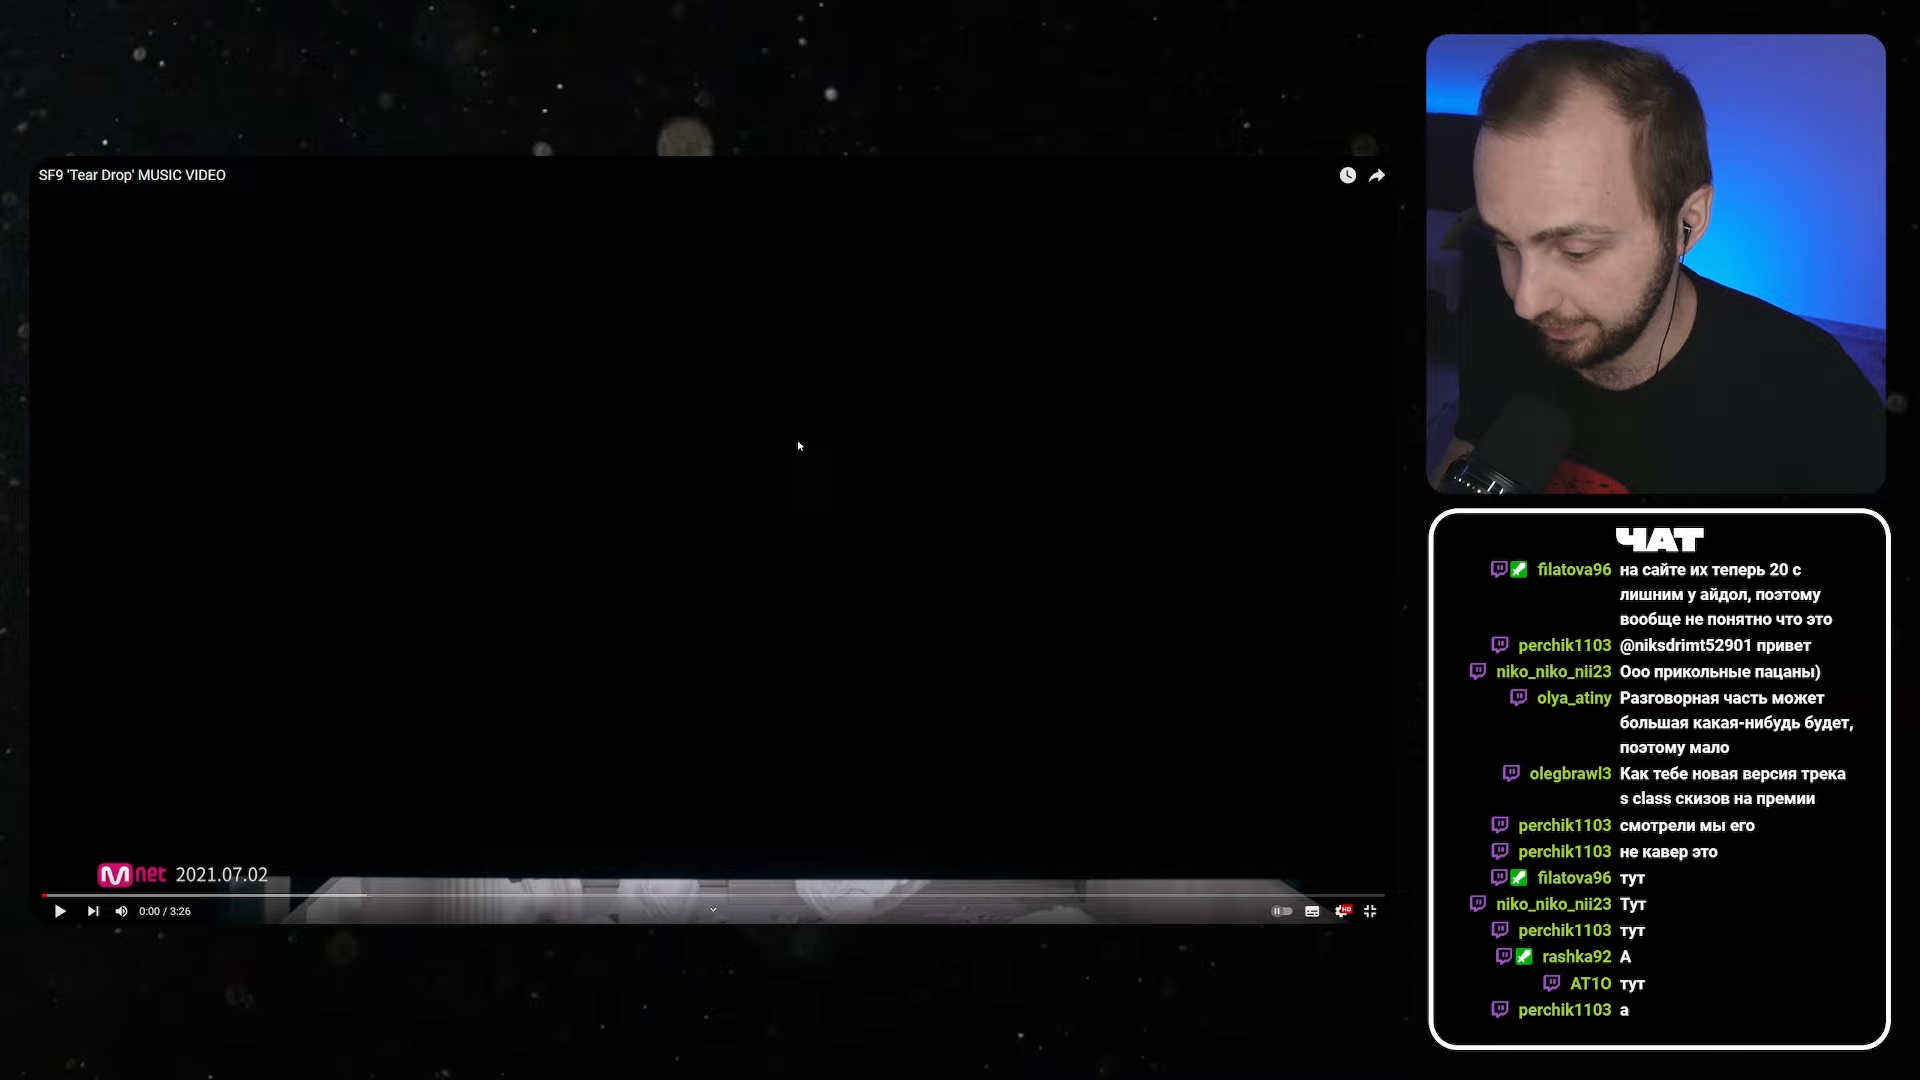 SF9 'Tear Drop' MUSIC VIDEO
Mnet 2021.07.02
0:00 / 3:26
HD
ЧАТ
filatova96 на сайте их теперь 20 с
лишним у айдол, поэтому
вообще не понятно что это
perchik1103 @niksdrimt52901 привет
niko_niko_nii23 Ооо прикольные пацаны)
olya_atiny Разговорная часть может
большая какая-нибудь будет,
поэтому мало
olegbrawl3 Как тебе новая версия трека
s class скизов на премии
perchik1103 смотрели мы его
perchik1103 не кавер это
filatova96 тут
niko_niko_nii23 Тут
perchik1103 тут
rashka92 А
AT1O тут
perchik1103 а